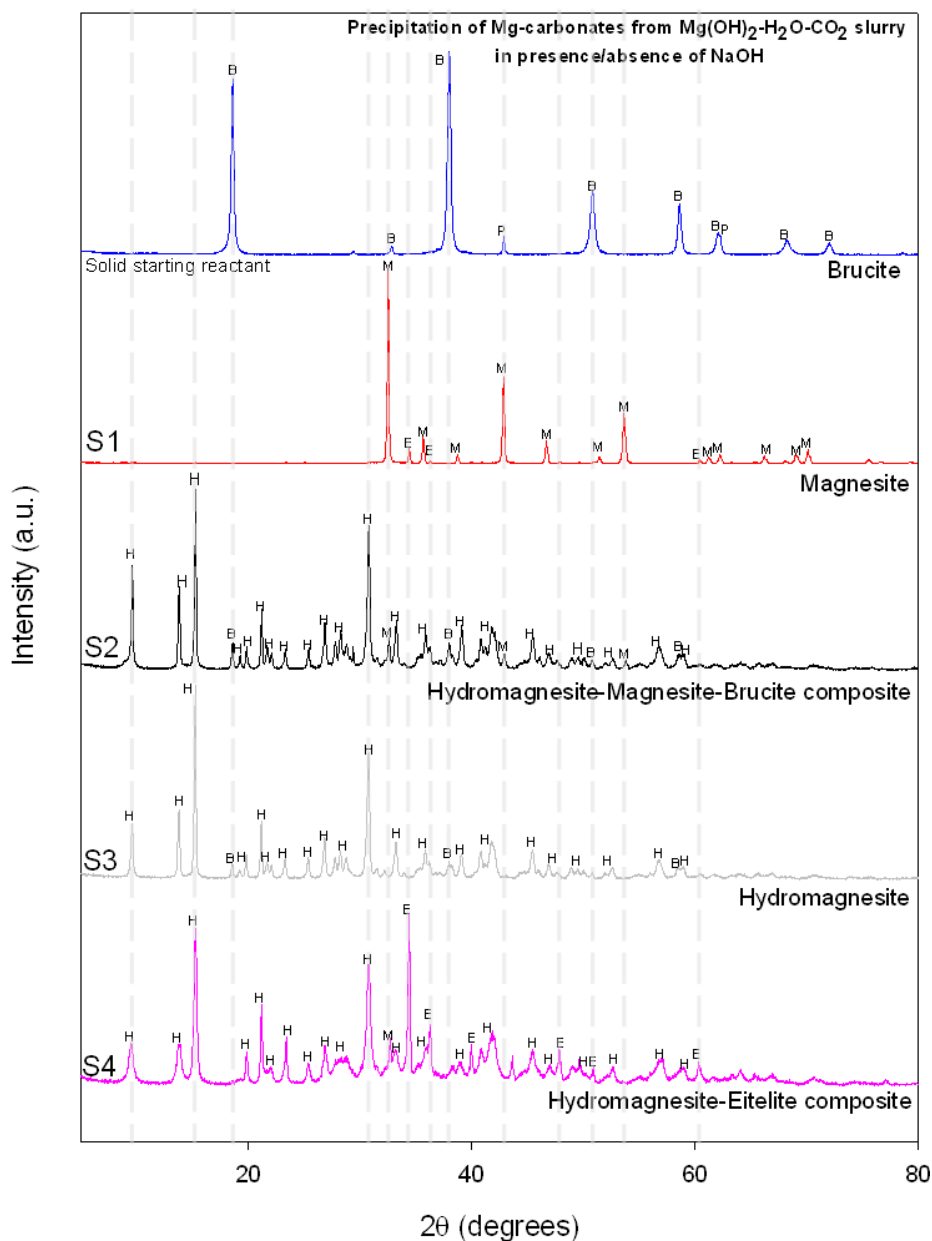 Precipitation of Mg-carbonates from Mg(OH)2-H2O-CO2 slurry
in presence/absence of NaOH
B B B B P B B B P B B
Solid starting reactant
Brucite
M E M E M M M M M E M M M M M
S1
Magnesite
H H H B H H H H H H H H H M H H B H H M H H H B M H H B H
S2
Hydromagnesite-Magnesite-Brucite composite
H H H B H H H H H H H H H H B H H H H H H H B H
S3
Hydromagnesite
H H H H H H H H H H M H E H E H E H H H E H E H H H E
S4
Hydromagnesite-Eitelite composite
Intensity (a.u.)
20 40 60 80
2θ (degrees)